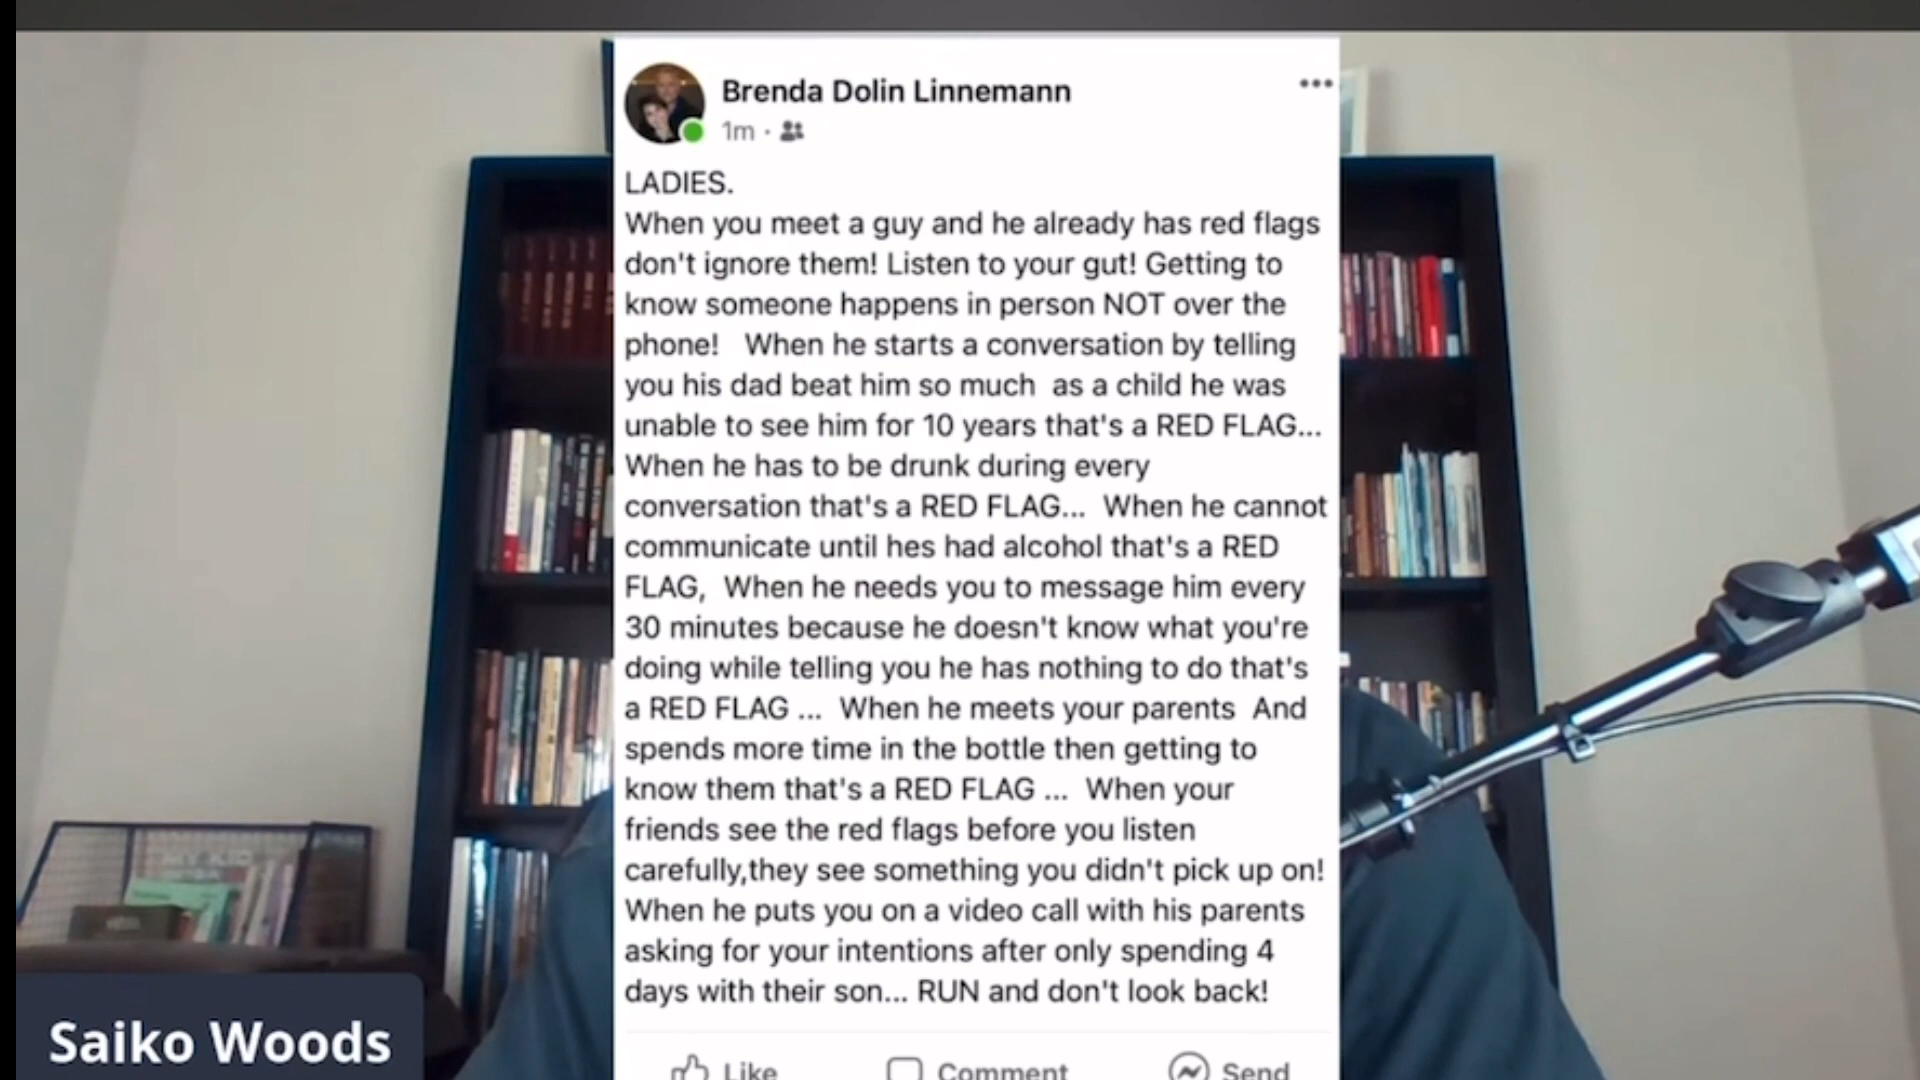 Brenda Dolin Linnemann
1m
LADIES.
When you meet a guy and he already has red flags
don't ignore them! Listen to your gut! Getting to
know someone happens in person NOT over the
phone!   When he starts a conversation by telling
you his dad beat him so much  as a child he was
unable to see him for 10 years that's a RED FLAG...
When he has to be drunk during every
conversation that's a RED FLAG...  When he cannot
communicate until hes had alcohol that's a RED
FLAG,  When he needs you to message him every
30 minutes because he doesn't know what you're
doing while telling you he has nothing to do that's
a RED FLAG ...  When he meets your parents  And
spends more time in the bottle then getting to
know them that's a RED FLAG ...  When your
friends see the red flags before you listen
carefully,they see something you didn't pick up on!
When he puts you on a video call with his parents
asking for your intentions after only spending 4
days with their son... RUN and don't look back!
Like Comment Send
Saiko Woods